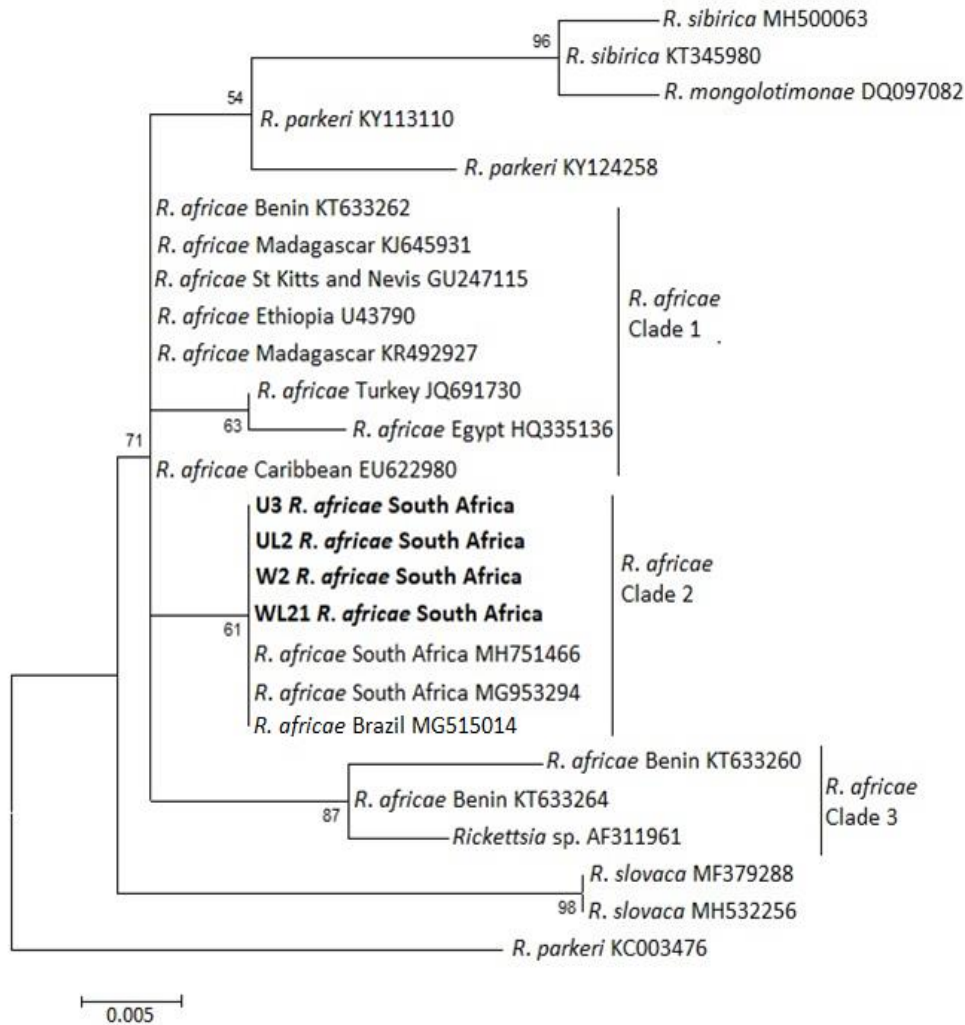 R. sibirica MH500063
96
R. sibirica KT345980
R. mongolotimonae DQ097082
54
R. parkeri KY113110
R. parkeri KY124258
R. africae Benin KT633262
R. africae Madagascar KJ645931
R. africae St Kitts and Nevis GU247115
R. africae Ethiopia U43790
R. africae Madagascar KR492927
R. africae
Clade 1
R. africae Turkey JQ691730
63
R. africae Egypt HQ335136
71
R. africae Caribbean EU622980
U3 R. africae South Africa
UL2 R. africae South Africa
W2 R. africae South Africa
WL21 R. africae South Africa
61
R. africae South Africa MH751466
R. africae South Africa MG953294
R. africae Brazil MG515014
R. africae
Clade 2
R. africae Benin KT633260
R. africae Benin KT633264
87
Rickettsia sp. AF311961
R. africae
Clade 3
R. slovaca MF379288
98
R. slovaca MH532256
R. parkeri KC003476
0.005